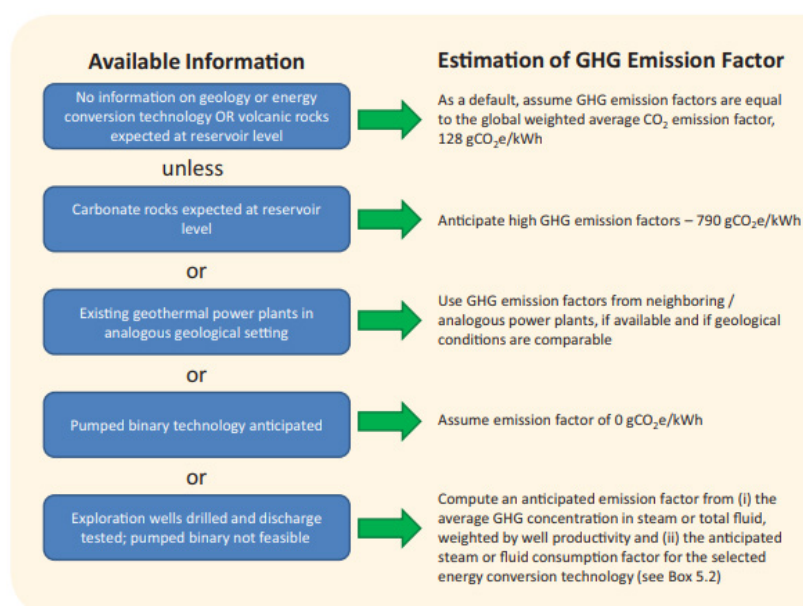 Available Information
Estimation of GHG Emission Factor
No information on geology or energy
conversion technology OR volcanic rocks
expected at reservoir level
As a default, assume GHG emission factors are equal
to the global weighted average CO₂ emission factor,
128 gCO₂e/kWh
unless
Carbonate rocks expected at reservoir
level
Anticipate high GHG emission factors – 790 gCO₂e/kWh
or
Existing geothermal power plants in
analogous geological setting
Use GHG emission factors from neighboring /
analogous power plants, if available and if geological
conditions are comparable
or
Pumped binary technology anticipated
Assume emission factor of 0 gCO₂e/kWh
or
Exploration wells drilled and discharge
tested; pumped binary not feasible
Compute an anticipated emission factor from (i) the
average GHG concentration in steam or total fluid,
weighted by well productivity and (ii) the anticipated
steam or fluid consumption factor for the selected
energy conversion technology (see Box 5.2)